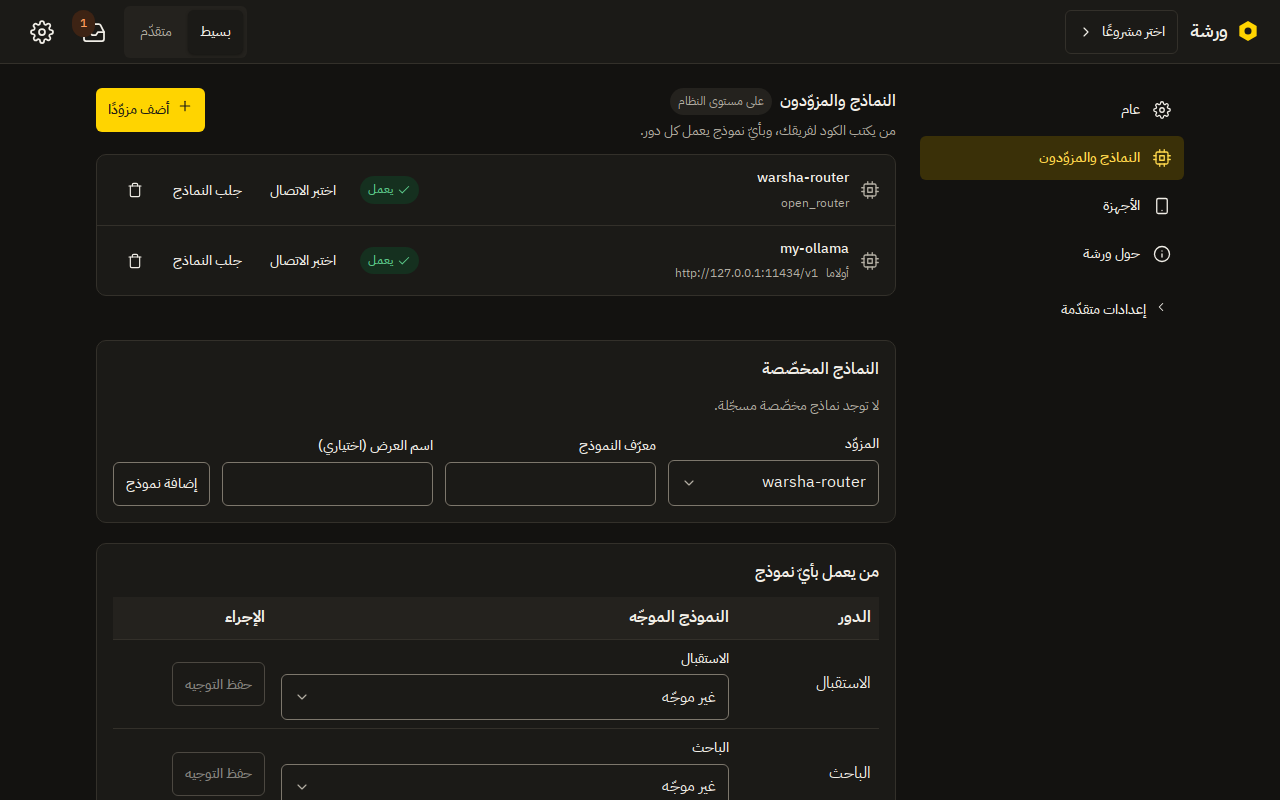 ورشة
اختر مشروعًا
بسيط
متقدّم
1
عام
النماذج والمزوّدون
الأجهزة
حول ورشة
إعدادات متقدّمة
النماذج والمزوّدون
على مستوى النظام
من يكتب الكود لفريقك، وبأيّ نموذج يعمل كل دور.
أضف مزوّدًا
warsha-router
open_router
يعمل
اختبر الاتصال
جلب النماذج
my-ollama
أولاما http://127.0.0.1:11434/v1
يعمل
اختبر الاتصال
جلب النماذج
النماذج المخصّصة
لا توجد نماذج مخصّصة مسجّلة.
المزوّد
معرّف النموذج
اسم العرض (اختياري)
warsha-router
إضافة نموذج
من يعمل بأيّ نموذج
الدور
النموذج الموجّه
الإجراء
الاستقبال
الاستقبال
غير موجّه
حفظ التوجيه
الباحث
الباحث
غير موجّه
حفظ التوجيه